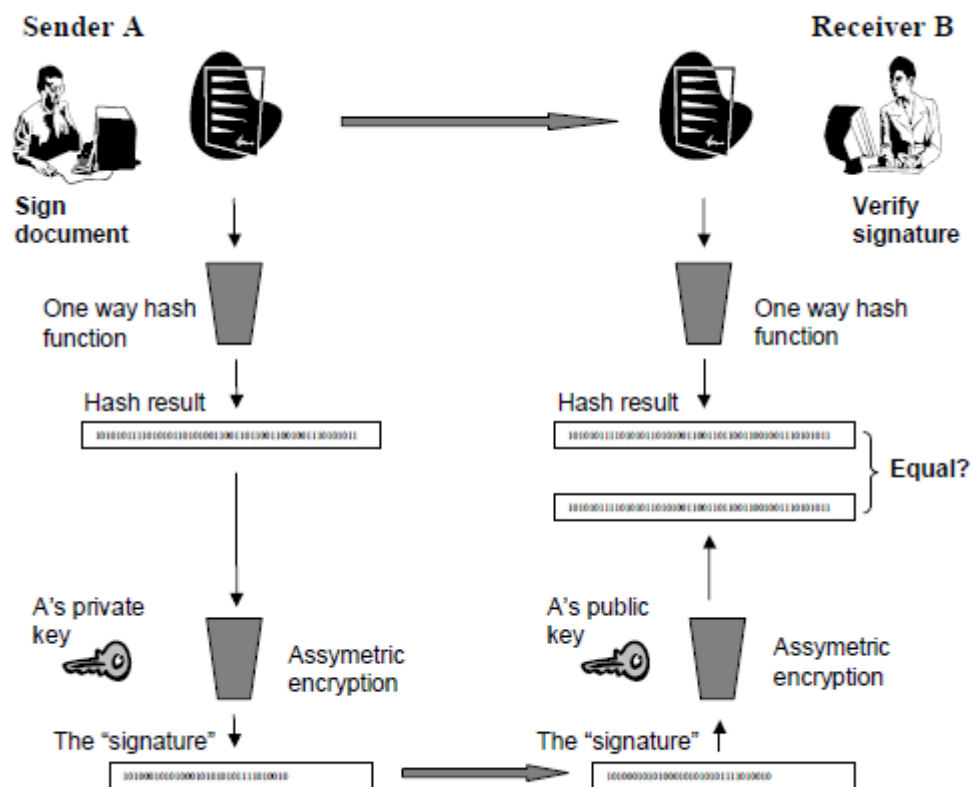 Sender A
Receiver B
Sign
document
Verify
signature
One way hash
function
One way hash
function
Hash result
Hash result
Equal?
A's private
key
Assymetric
encryption
A's public
key
Assymetric
encryption
The “signature”
The “signature”